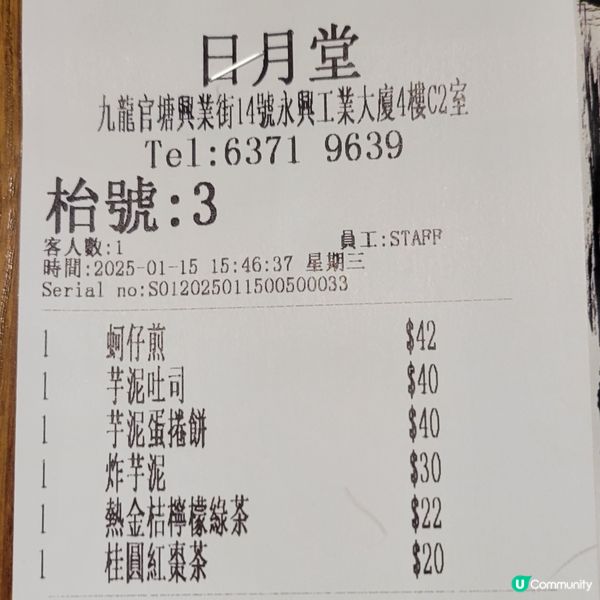 日月堂
九龍官塘興業街14號永興工業大廈4樓C2室
Tel:6371 9639
枱號:3
客人數:1 員工:STAFF
時間:2025-01-15 15:46:37 星期三
Serial no:S012025011500500033
1 蚵仔煎 $42
1 芋泥吐司 $40
1 芋泥蛋捲餅 $40
1 炸芋泥 $30
1 熱金桔檸檬綠茶 $22
1 桂圓紅棗茶 $20
U Community